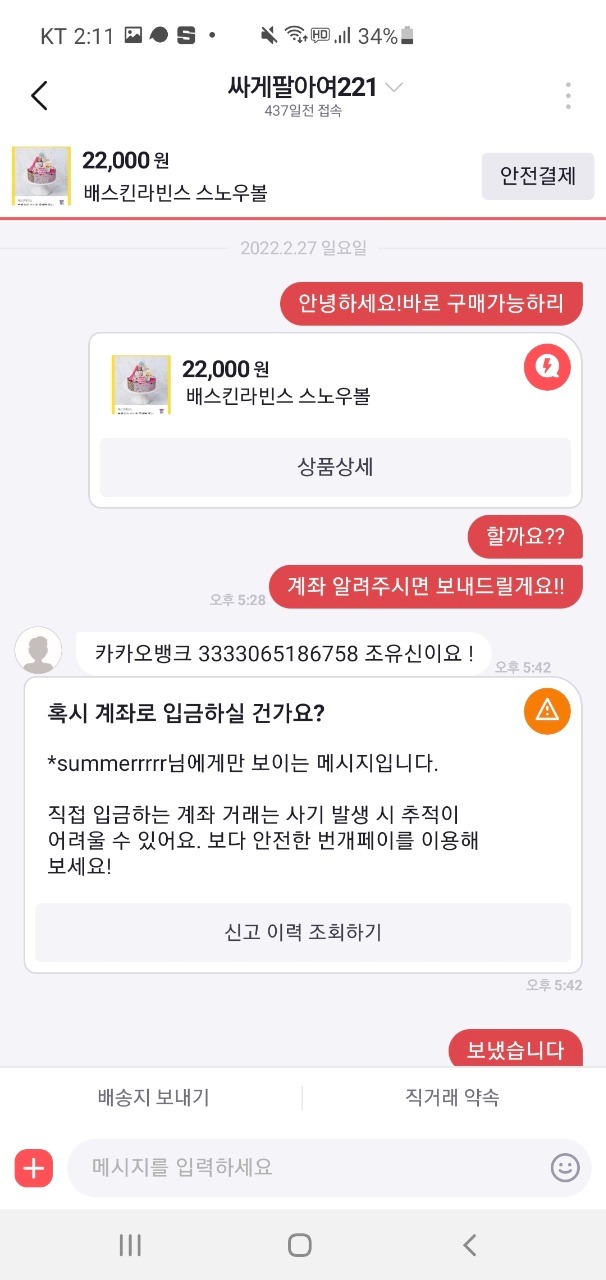 KT 2:11
HD
34%
싸게팔아여221
437일전 접속
22,000 원
배스킨라빈스 스노우볼
안전결제
2022.2.27 일요일
안녕하세요!바로 구매가능하리
22,000 원
배스킨라빈스 스노우볼
상품상세
할까요??
계좌 알려주시면 보내드릴게요!!
오후 5:28
카카오뱅크 3333065186758 조유신이요 !
오후 5:42
혹시 계좌로 입금하실 건가요?
*summerrrrr님에게만 보이는 메시지입니다.
직접 입금하는 계좌 거래는 사기 발생 시 추적이
어려울 수 있어요. 보다 안전한 번개페이를 이용해
보세요!
신고 이력 조회하기
오후 5:42
보냈습니다
배송지 보내기
직거래 약속
메시지를 입력하세요